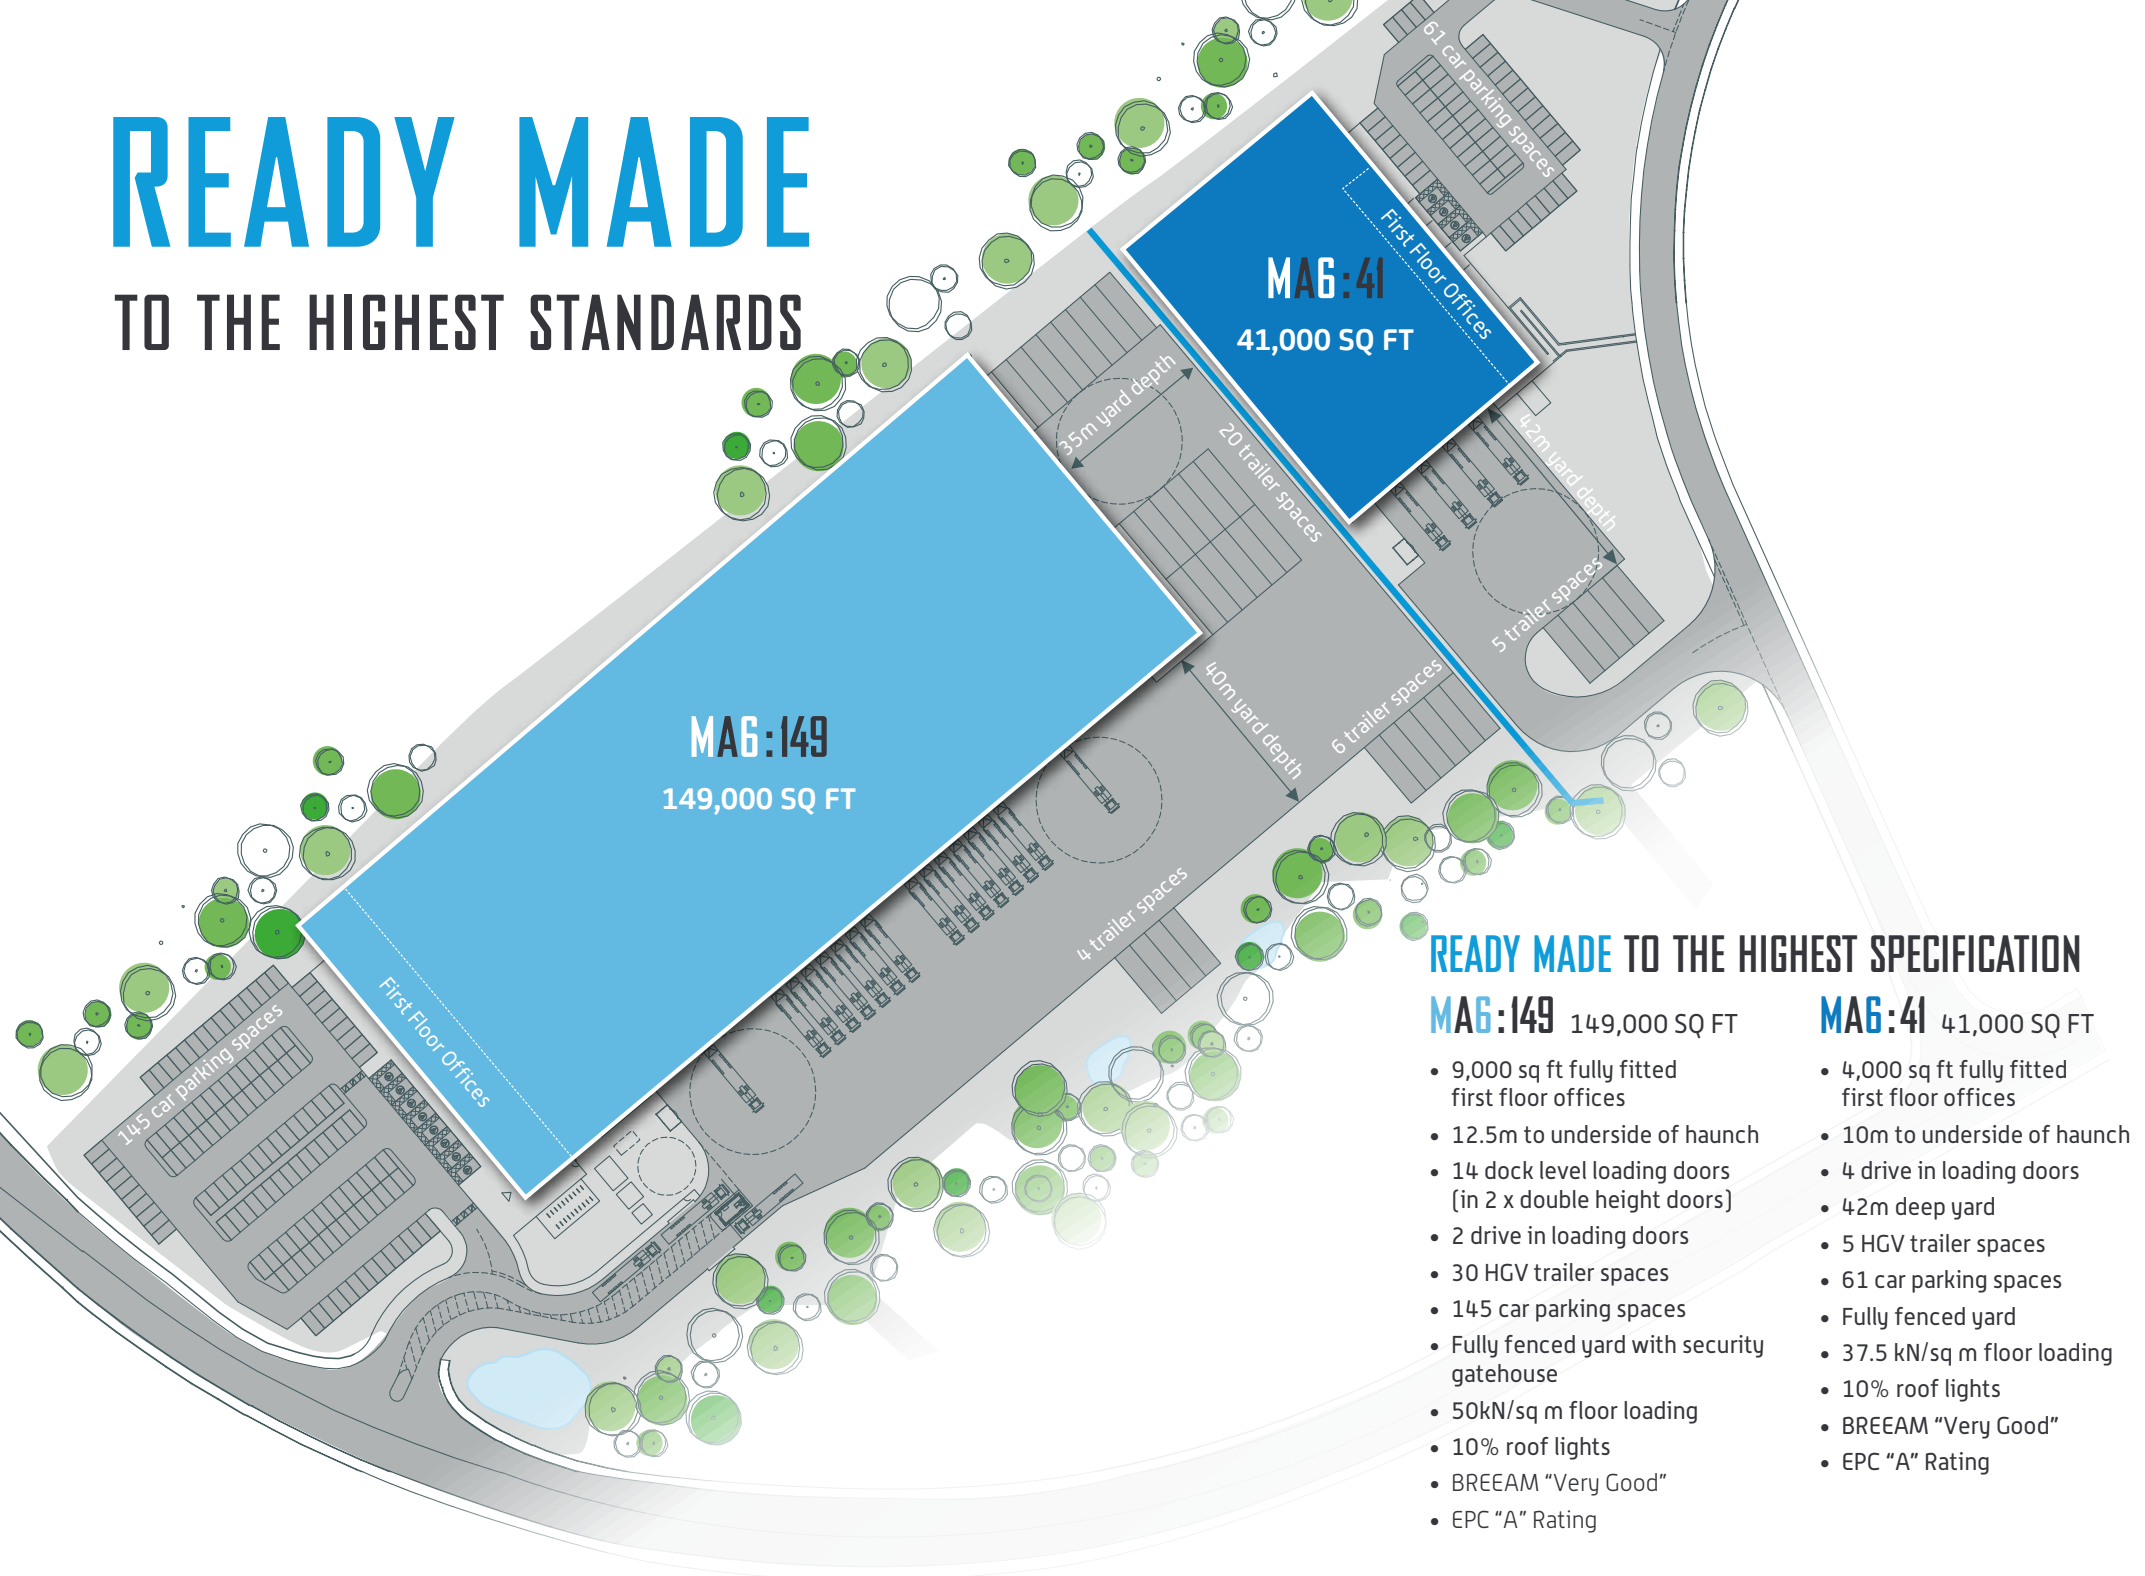 READY MADE
TO THE HIGHEST STANDARDS
61 car parking spaces
First Floor Offices
MA6:41
41,000 SQ FT
35m yard depth
20 trailer spaces
42m yard depth
5 trailer spaces
40m yard depth
6 trailer spaces
MA6:149
149,000 SQ FT
4 trailer spaces
First Floor Offices
145 car parking spaces
READY MADE TO THE HIGHEST SPECIFICATION
MA6:149 149,000 SQ FT
• 9,000 sq ft fully fitted
first floor offices
• 12.5m to underside of haunch
• 14 dock level loading doors
(in 2 x double height doors)
• 2 drive in loading doors
• 30 HGV trailer spaces
• 145 car parking spaces
• Fully fenced yard with security
gatehouse
• 50kN/sq m floor loading
• 10% roof lights
• BREEAM “Very Good”
• EPC “A” Rating
MA6:41 41,000 SQ FT
• 4,000 sq ft fully fitted
first floor offices
• 10m to underside of haunch
• 4 drive in loading doors
• 42m deep yard
• 5 HGV trailer spaces
• 61 car parking spaces
• Fully fenced yard
• 37.5 kN/sq m floor loading
• 10% roof lights
• BREEAM “Very Good”
• EPC “A” Rating